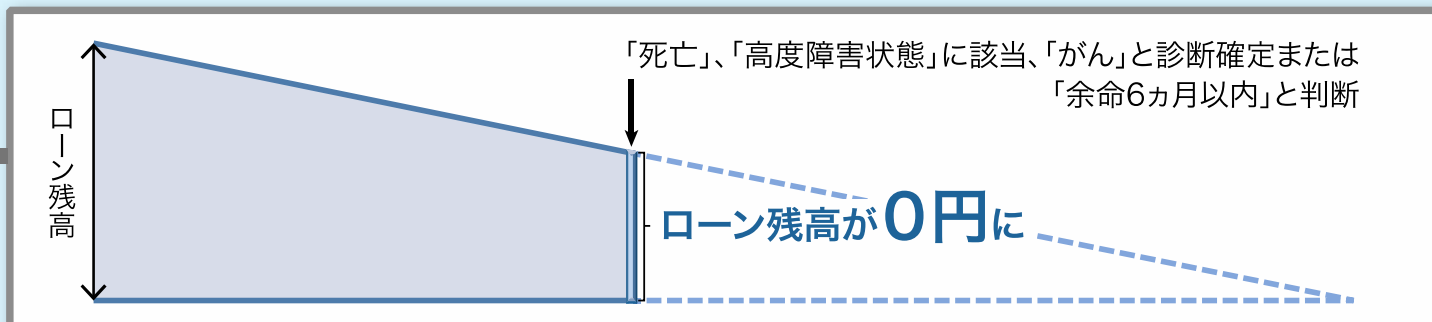 「死亡」、「高度障害状態」に該当、「がん」と診断確定または
「余命6ヵ月以内」と判断
ローン残高
ローン残高が0円に